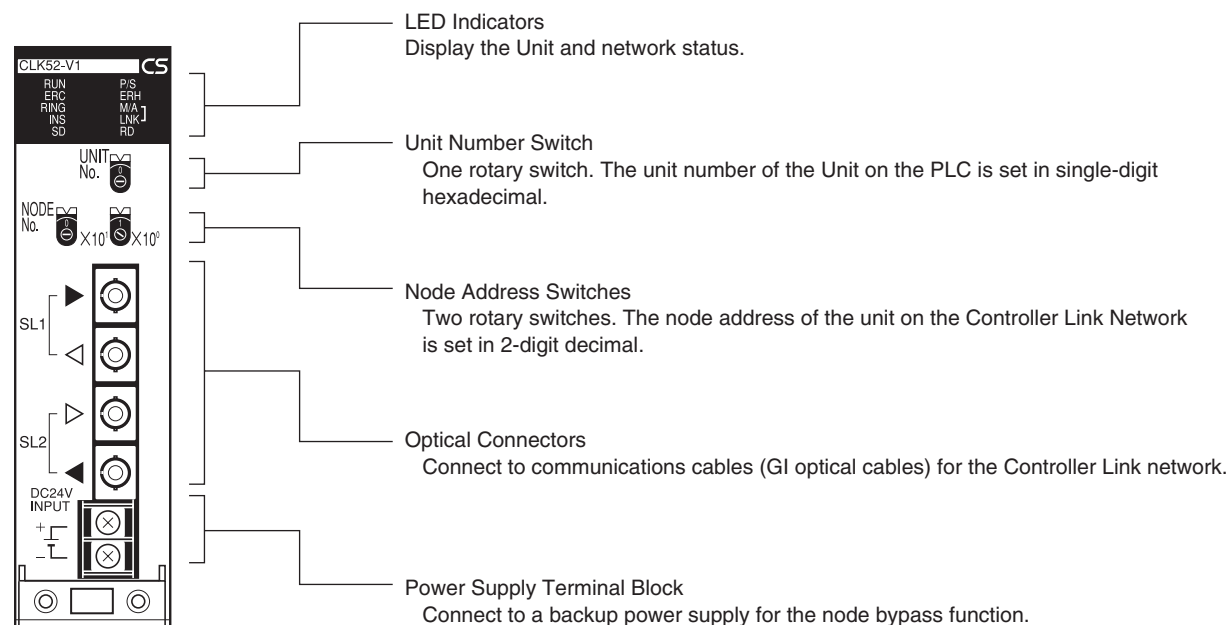 LED Indicators
Display the Unit and network status.
CLK52-V1 CS
RUN P/S
ERC ERH
RING M/A
INS LNK
SD RD
Unit Number Switch
One rotary switch. The unit number of the Unit on the PLC is set in single-digit
hexadecimal.
UNIT
No.
0
NODE
No.
0 X10¹ 1 X10⁰
Node Address Switches
Two rotary switches. The node address of the unit on the Controller Link Network
is set in 2-digit decimal.
SL1
SL2
Optical Connectors
Connect to communications cables (GI optical cables) for the Controller Link network.
DC24V
INPUT
+
–
Power Supply Terminal Block
Connect to a backup power supply for the node bypass function.